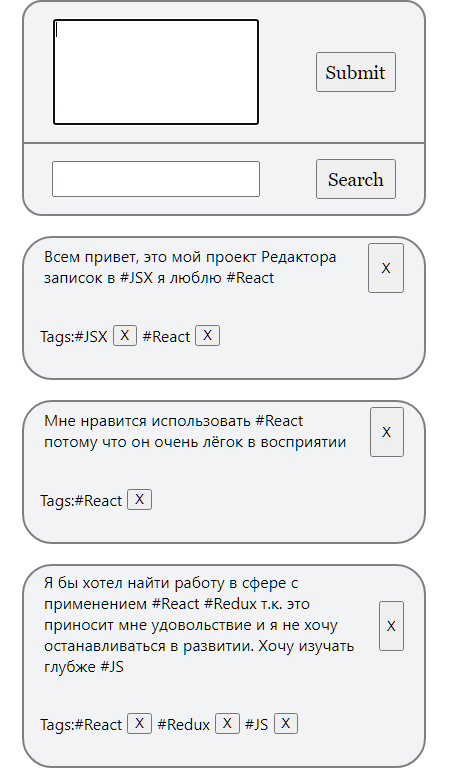 Submit
Search
Всем привет, это мой проект Редактора X
записок в #JSX я люблю #React
Tags:#JSX X #React X
Мне нравится использовать #React X
потому что он очень лёгок в восприятии
Tags:#React X
Я бы хотел найти работу в сфере с
применением #React #Redux т.к. это
приносит мне удовольствие и я не хочу X
останавливаться в развитии. Хочу изучать
глубже #JS
Tags:#React X #Redux X #JS X